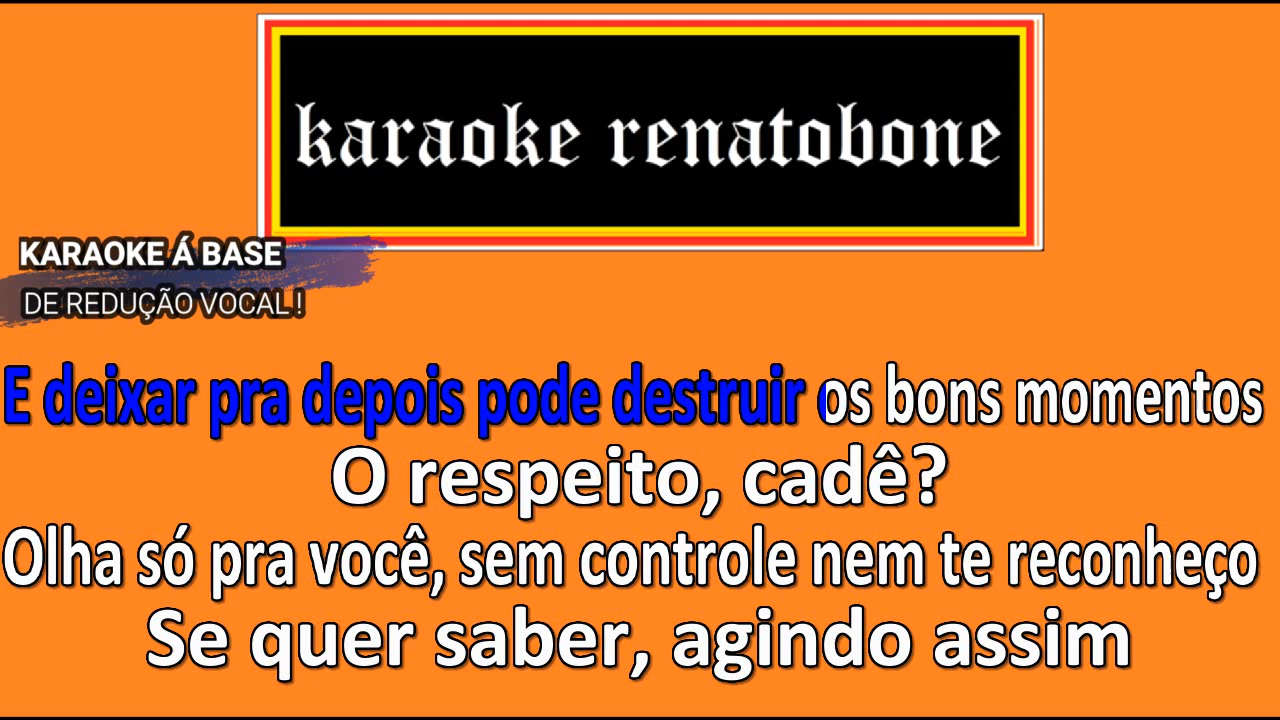 karaoke renatobone
KARAOKE Á BASE
DE REDUÇÃO VOCAL !
E deixar pra depois pode destruir os bons momentos
O respeito, cadê?
Olha só pra você, sem controle nem te reconheço
Se quer saber, agindo assim